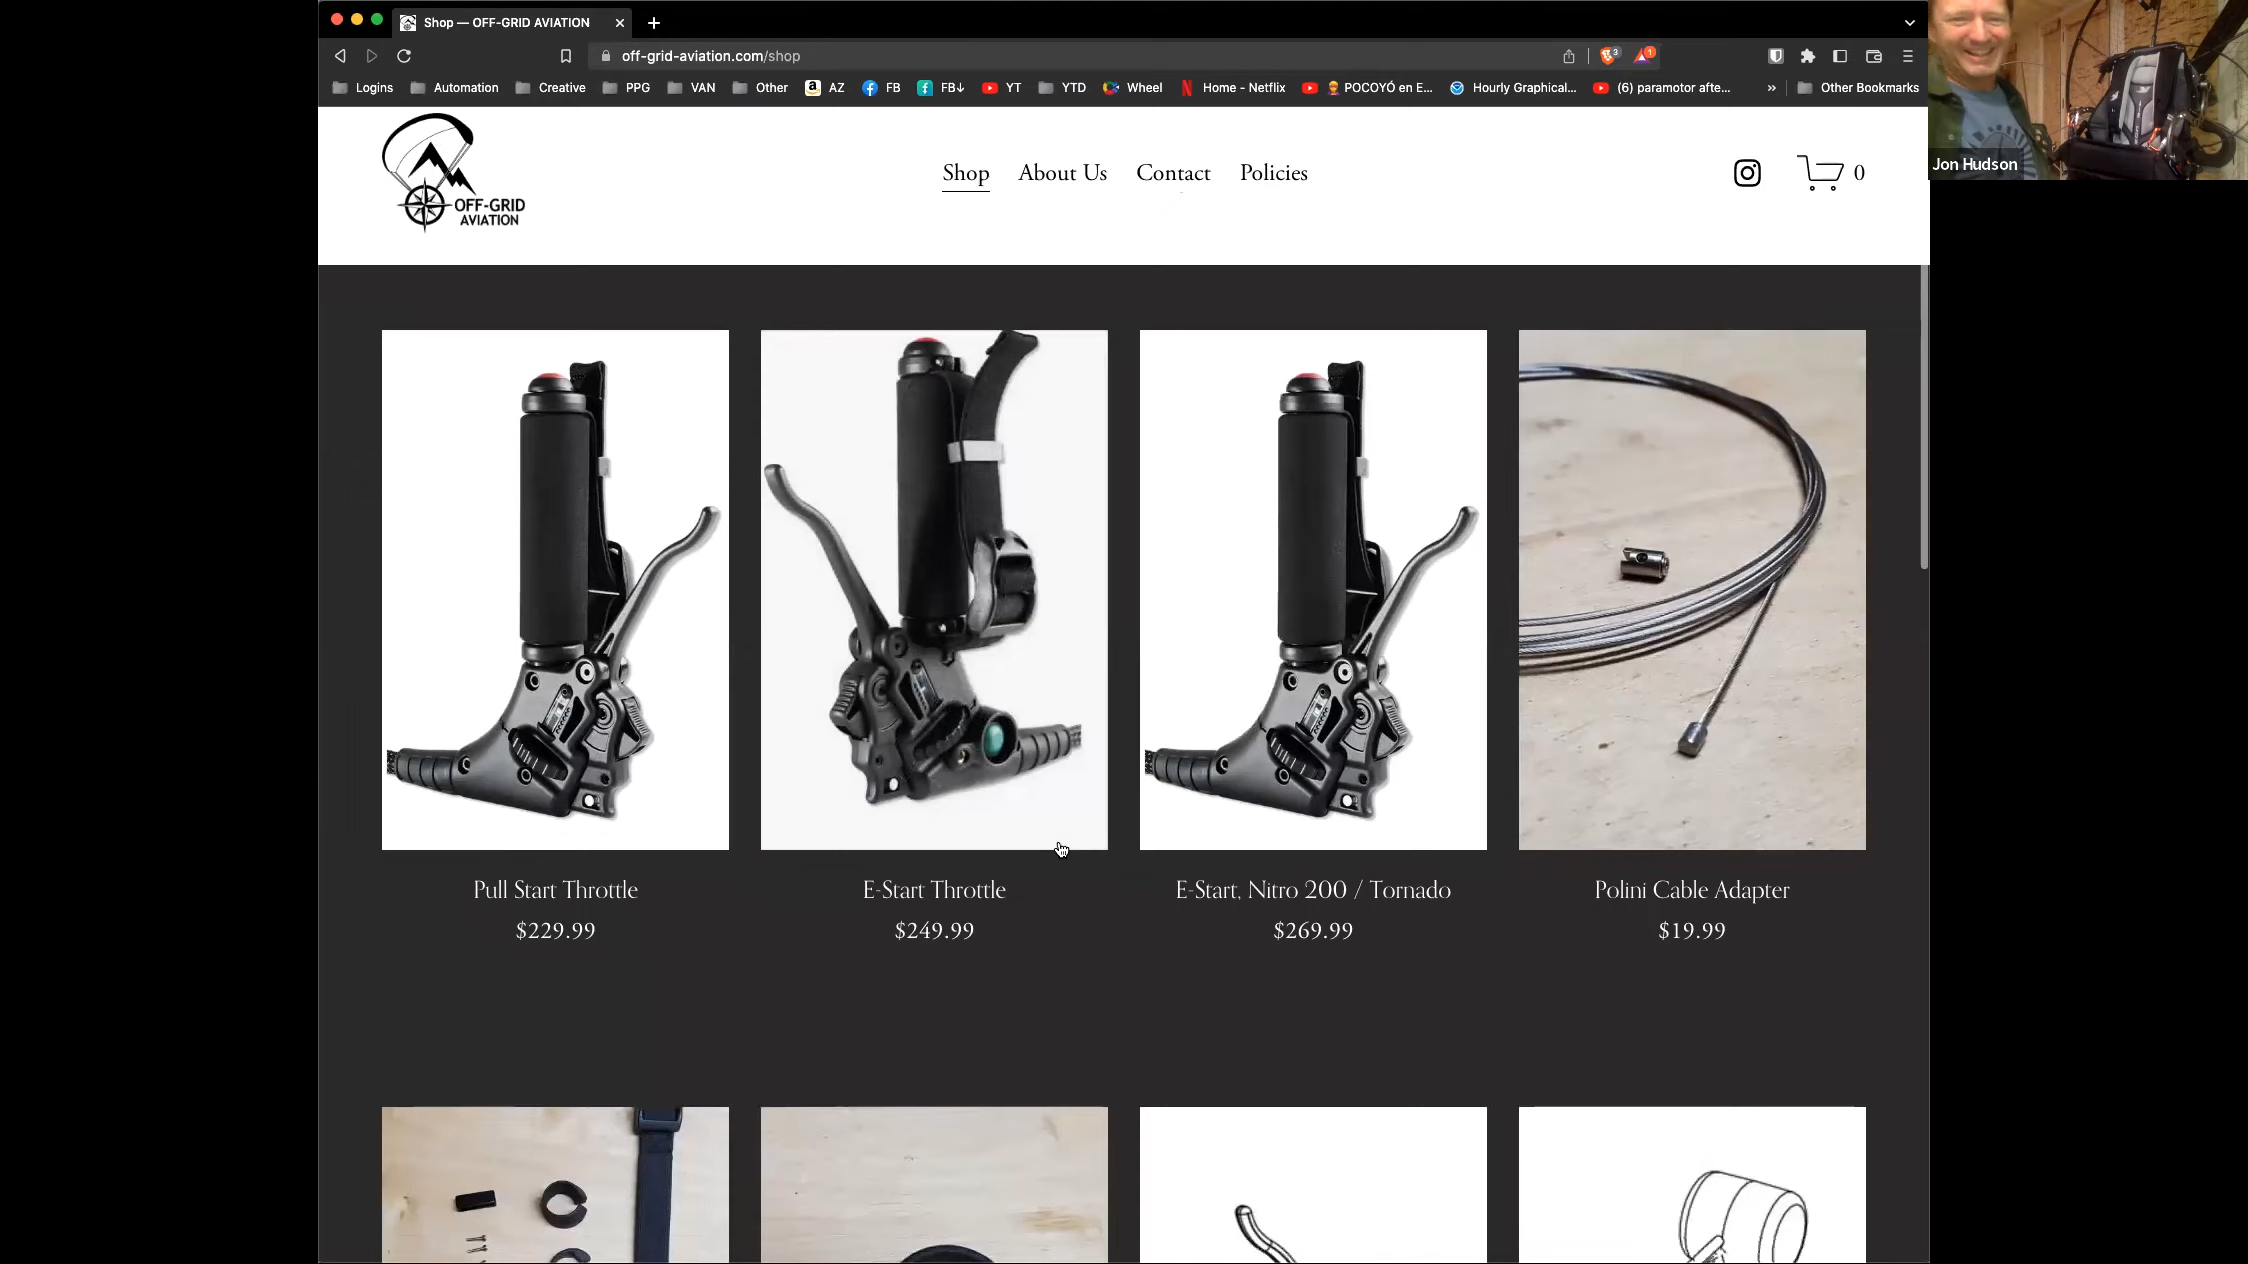 Shop — OFF-GRID AVIATION
off-grid-aviation.com/shop
3
1
Logins Automation Creative PPG VAN Other AZ FB FB↓ YT YTD Wheel Home - Netflix POCOYÓ en E... Hourly Graphical... (6) paramotor afte... » Other Bookmarks
Jon Hudson
OFF-GRID
AVIATION
Shop About Us Contact Policies
0
Pull Start Throttle
$229.99
E-Start Throttle
$249.99
E-Start, Nitro 200 / Tornado
$269.99
Polini Cable Adapter
$19.99